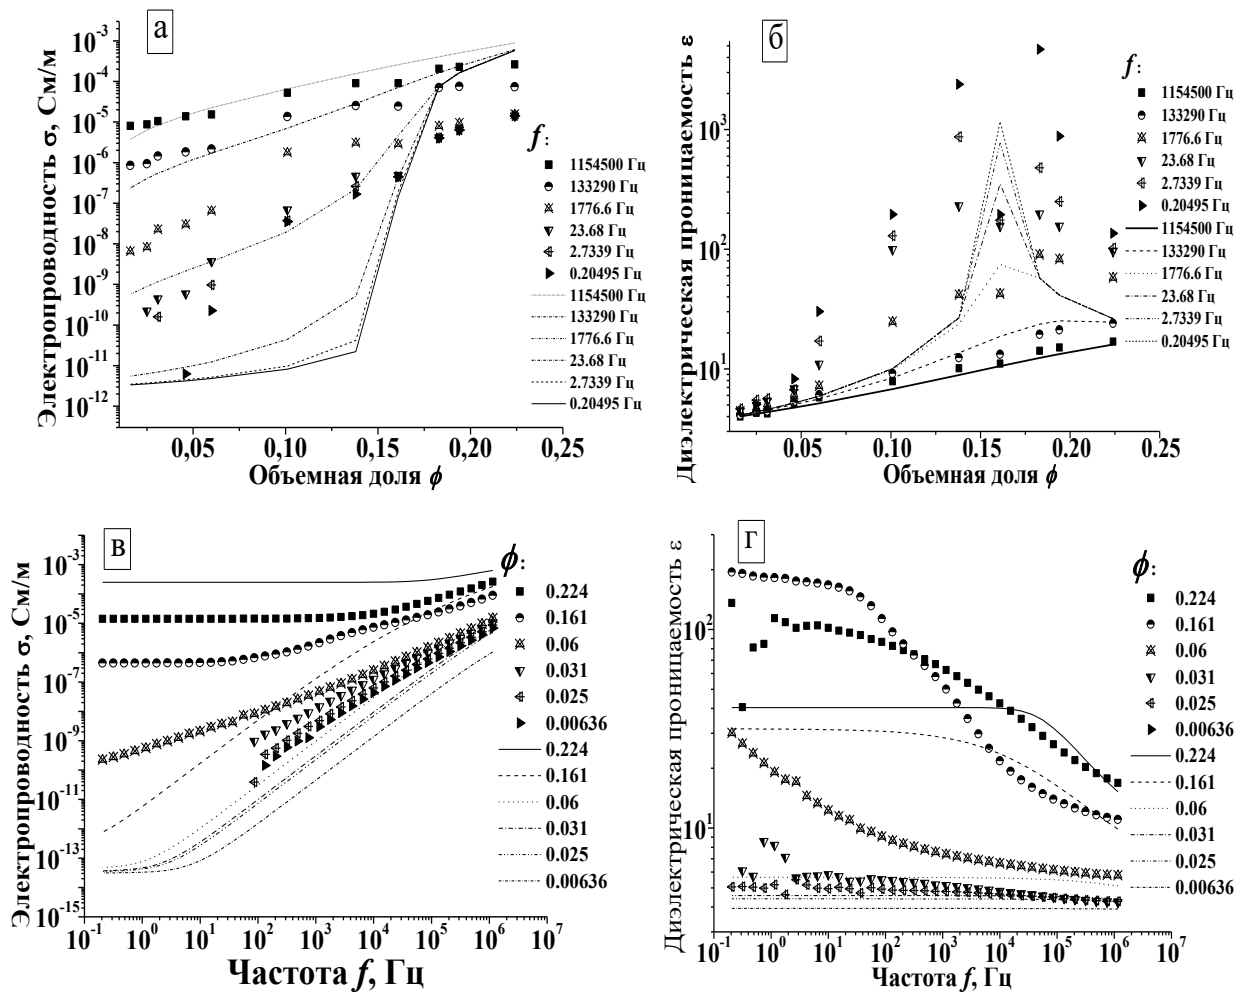 а
Электропроводность σ, См/м
10⁻³
10⁻⁴
10⁻⁵
10⁻⁶
10⁻⁷
10⁻⁸
10⁻⁹
10⁻¹⁰
10⁻¹¹
10⁻¹²
0,05 0,10 0,15 0,20 0,25
Объемная доля ϕ
f:
1154500 Гц
133290 Гц
1776.6 Гц
23.68 Гц
2.7339 Гц
0.20495 Гц
1154500 Гц
133290 Гц
1776.6 Гц
23.68 Гц
2.7339 Гц
0.20495 Гц
б
Диэлектрическая проницаемость ε
10³
10²
10¹
0.05 0.10 0.15 0.20 0.25
Объемная доля ϕ
f:
1154500 Гц
133290 Гц
1776.6 Гц
23.68 Гц
2.7339 Гц
0.20495 Гц
1154500 Гц
133290 Гц
1776.6 Гц
23.68 Гц
2.7339 Гц
0.20495 Гц
в
Электропроводность σ, См/м
10⁻³
10⁻⁵
10⁻⁷
10⁻⁹
10⁻¹¹
10⁻¹³
10⁻¹⁵
10⁻¹ 10⁰ 10¹ 10² 10³ 10⁴ 10⁵ 10⁶ 10⁷
Частота f, Гц
ϕ:
0.224
0.161
0.06
0.031
0.025
0.00636
0.224
0.161
0.06
0.031
0.025
0.00636
г
Диэлектрическая проницаемость ε
10²
10¹
10⁻¹ 10⁰ 10¹ 10² 10³ 10⁴ 10⁵ 10⁶ 10⁷
Частота f, Гц
ϕ:
0.224
0.161
0.06
0.031
0.025
0.00636
0.224
0.161
0.06
0.031
0.025
0.00636